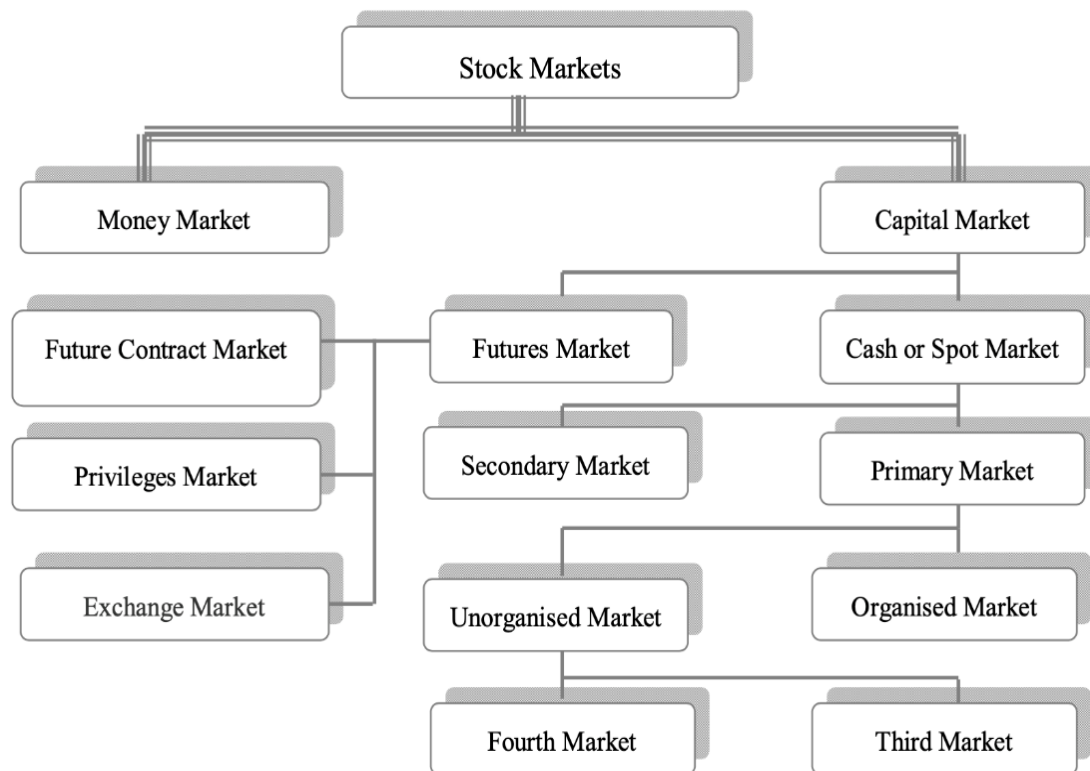 Stock Markets
Money Market
Capital Market
Future Contract Market
Futures Market
Cash or Spot Market
Privileges Market
Secondary Market
Primary Market
Exchange Market
Unorganised Market
Organised Market
Fourth Market
Third Market